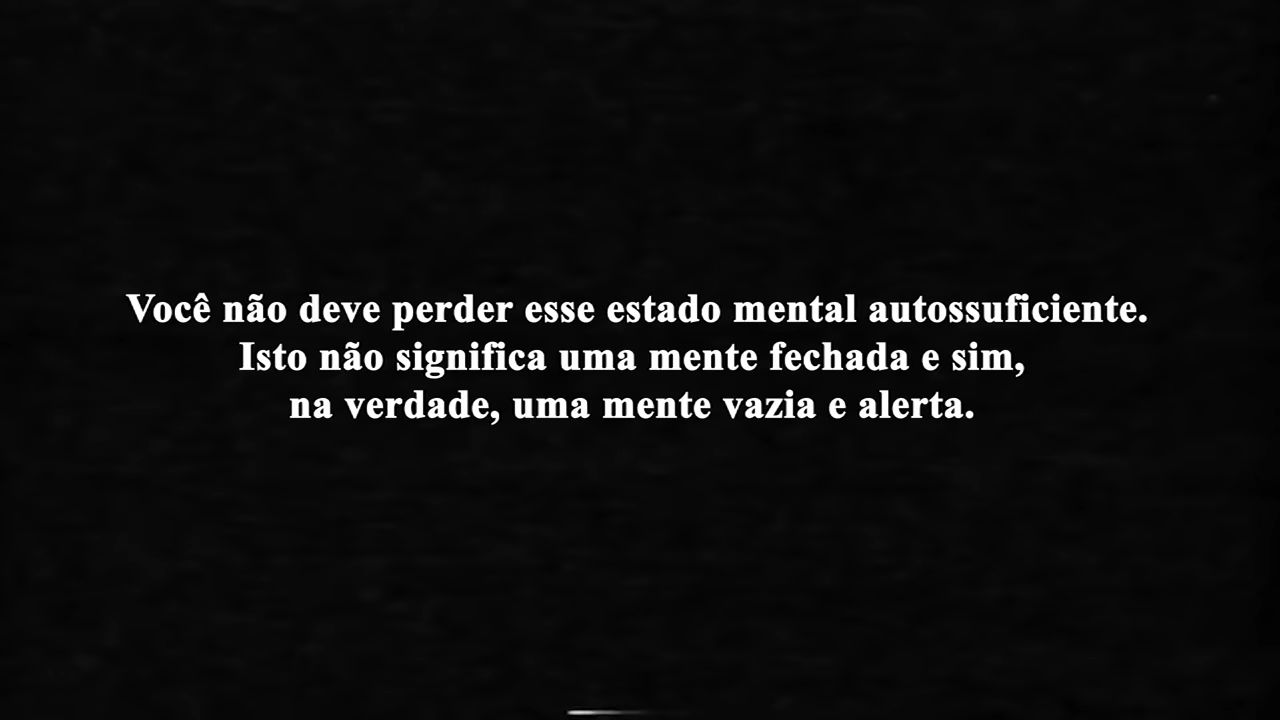 Você não deve perder esse estado mental autossuficiente.
Isto não significa uma mente fechada e sim,
na verdade, uma mente vazia e alerta.